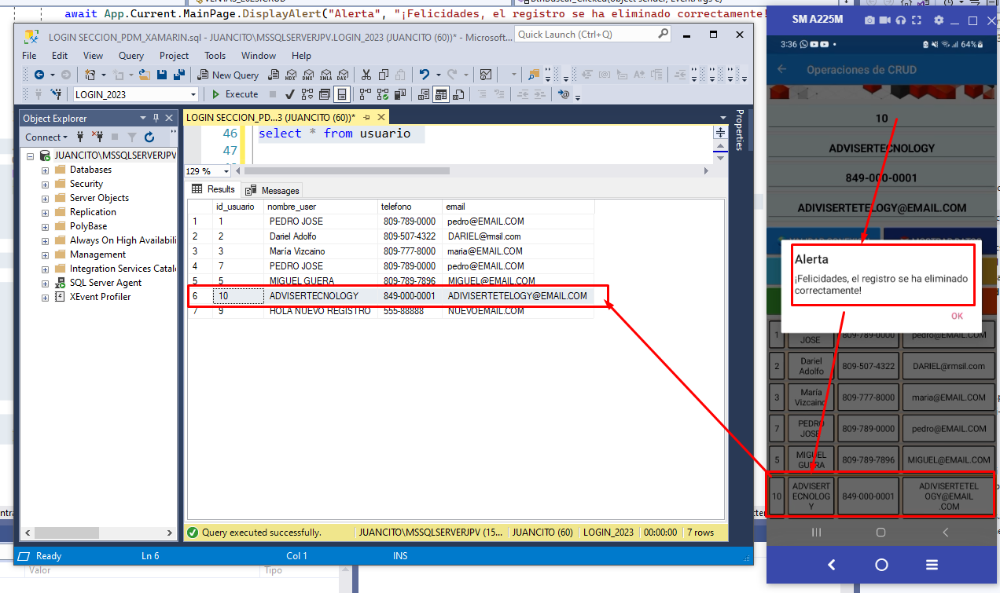 await App.Current.MainPage.DisplayAlert("Alerta", "¡Felicidades, el registro se ha eliminado correctamente!
LOGIN SECCION_PDM_XAMARIN.sql - JUANCITO\MSSQLSERVERJPV.LOGIN_2023 (JUANCITO (60))* - Microsoft...
Quick Launch (Ctrl+Q)
File Edit View Query Project Tools Window Help
New Query
MDX DMX XMLA DAX
LOGIN_2023
Execute
Object Explorer
Connect
JUANCITO\MSSQLSERVERJPV
Databases
Security
Server Objects
Replication
PolyBase
Always On High Availabili
Management
Integration Services Catal
SQL Server Agent
XEvent Profiler
LOGIN SECCION_PD...3 (JUANCITO (60))*
46 select * from usuario
47
129 %
Results Messages
id_usuario nombre_user telefono email
1 1 PEDRO JOSE 809-789-0000 pedro@EMAIL.COM
2 2 Dariel Adolfo 809-507-4322 DARIEL@rmsil.com
3 3 María Vizcaino 809-777-8000 maria@EMAIL.COM
4 7 PEDRO JOSE 809-789-0000 pedro@EMAIL.COM
5 5 MIGUEL GUERA 809-789-7896 MIGUEL@EMAIL.COM
6 10 ADVISERTECNOLOGY 849-000-0001 ADIVISERTETELOGY@EMAIL.COM
7 9 HOLA NUEVO REGISTRO 555-88888 NUEVOEMAIL.COM
Query executed successfully. JUANCITO\MSSQLSERVERJPV (15... JUANCITO (60) LOGIN_2023 00:00:00 7 rows
Ready Ln 6 Col 1 INS
Valor Tipo
Properties
SM A225M
3:36 64%
Operaciones de CRUD
10
ADVISERTECNOLOGY
849-000-0001
ADIVISERTETELOGY@EMAIL.COM
Alerta
¡Felicidades, el registro se ha eliminado
correctamente!
OK
1 JOSE 809-789-0000 pedro@EMAIL.COM
2 Dariel Adolfo 809-507-4322 DARIEL@rmsil.com
3 María Vizcaino 809-777-8000 maria@EMAIL.COM
7 PEDRO JOSE 809-789-0000 pedro@EMAIL.COM
5 MIGUEL GUERA 809-789-7896 MIGUEL@EMAIL.COM
10 ADVISERT ECNOLOG Y 849-000-0001 ADIVISERTETEL OGY@EMAIL .COM